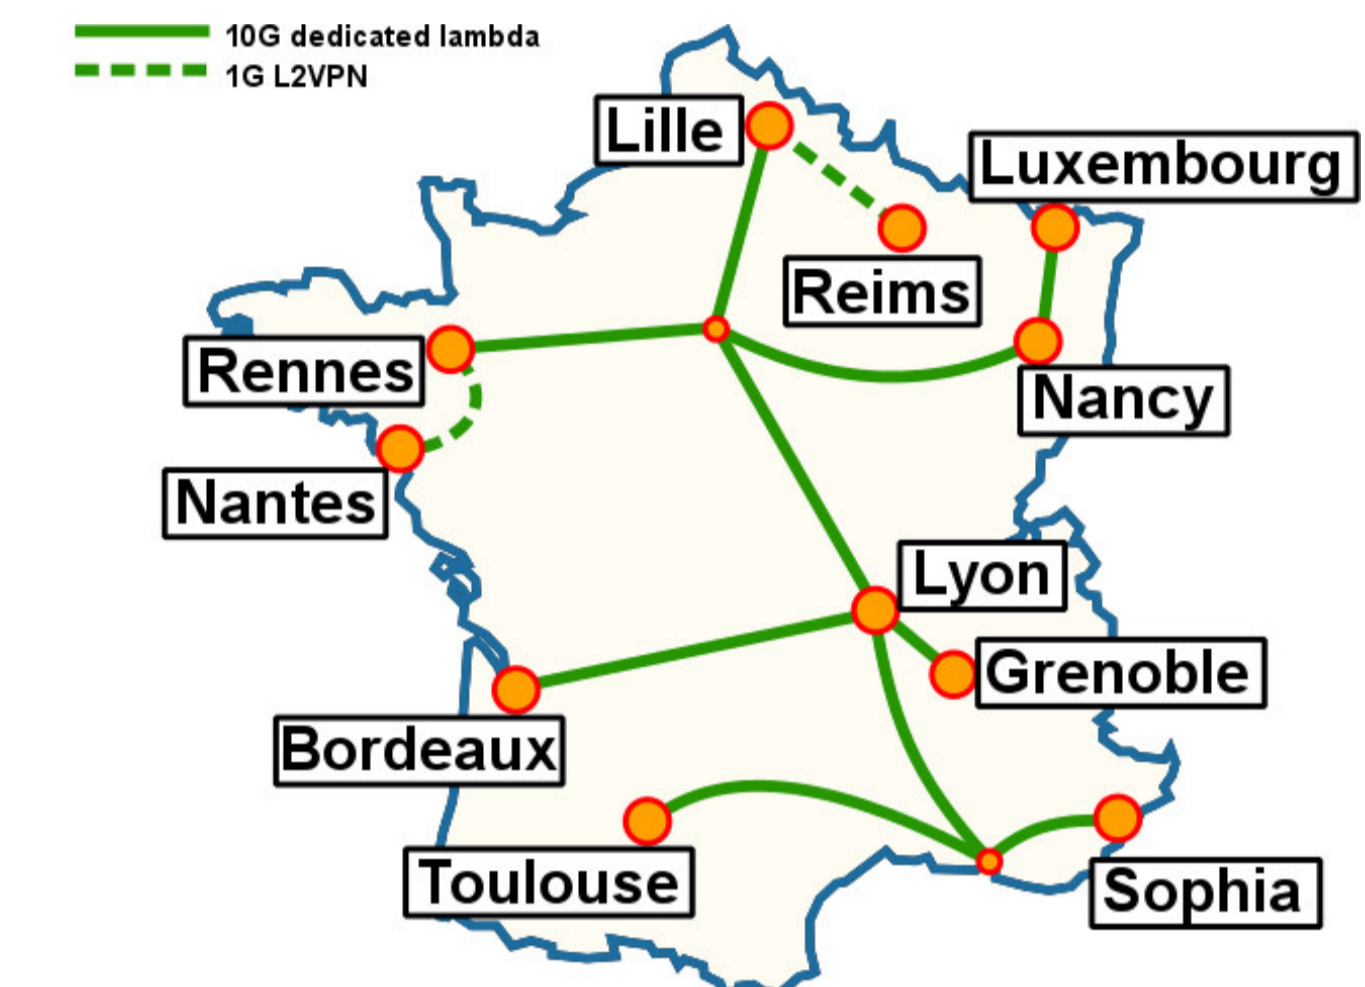 10G dedicated lambda
1G L2VPN
Lille
Luxembourg
Reims
Rennes
Nancy
Nantes
Lyon
Grenoble
Bordeaux
Toulouse
Sophia